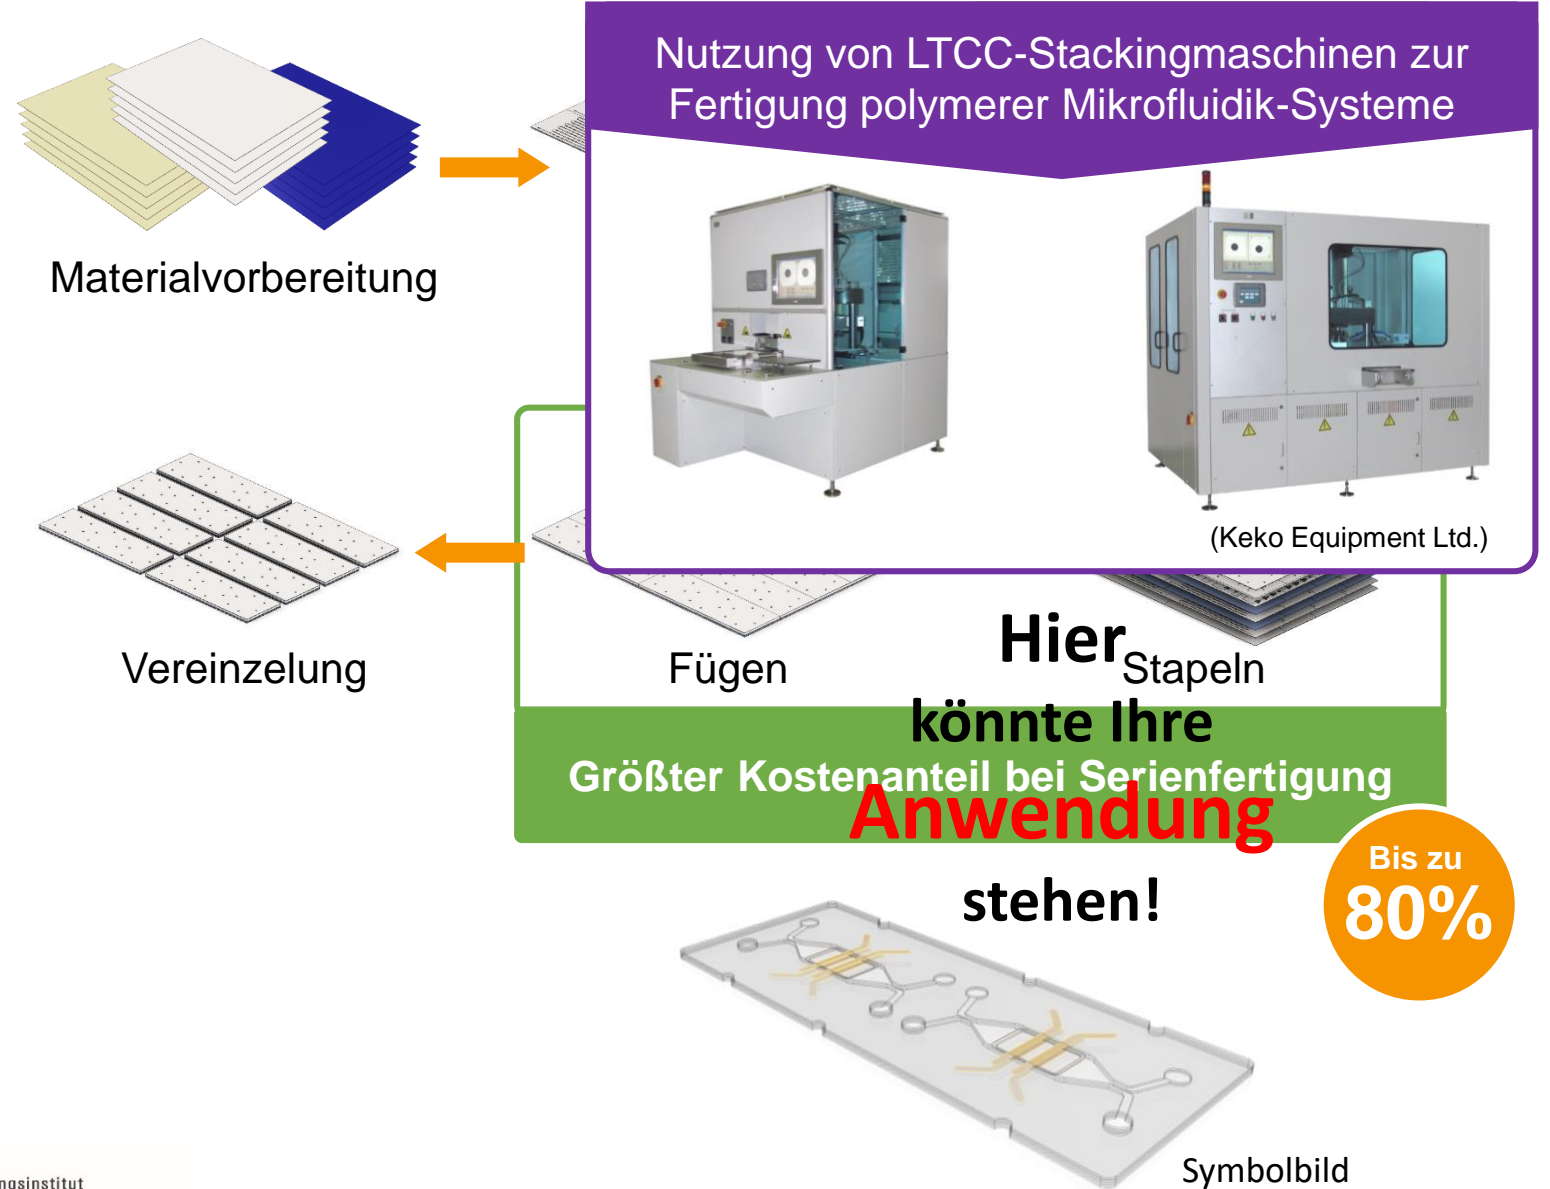 Nutzung von LTCC-Stackingmaschinen zur
Fertigung polymerer Mikrofluidik-Systeme
Materialvorbereitung
(Keko Equipment Ltd.)
Vereinzelung
Fügen
Stapeln
Hier
könnte Ihre
Anwendung
stehen!
Größter Kostenanteil bei Serienfertigung
Bis zu
80%
Symbolbild